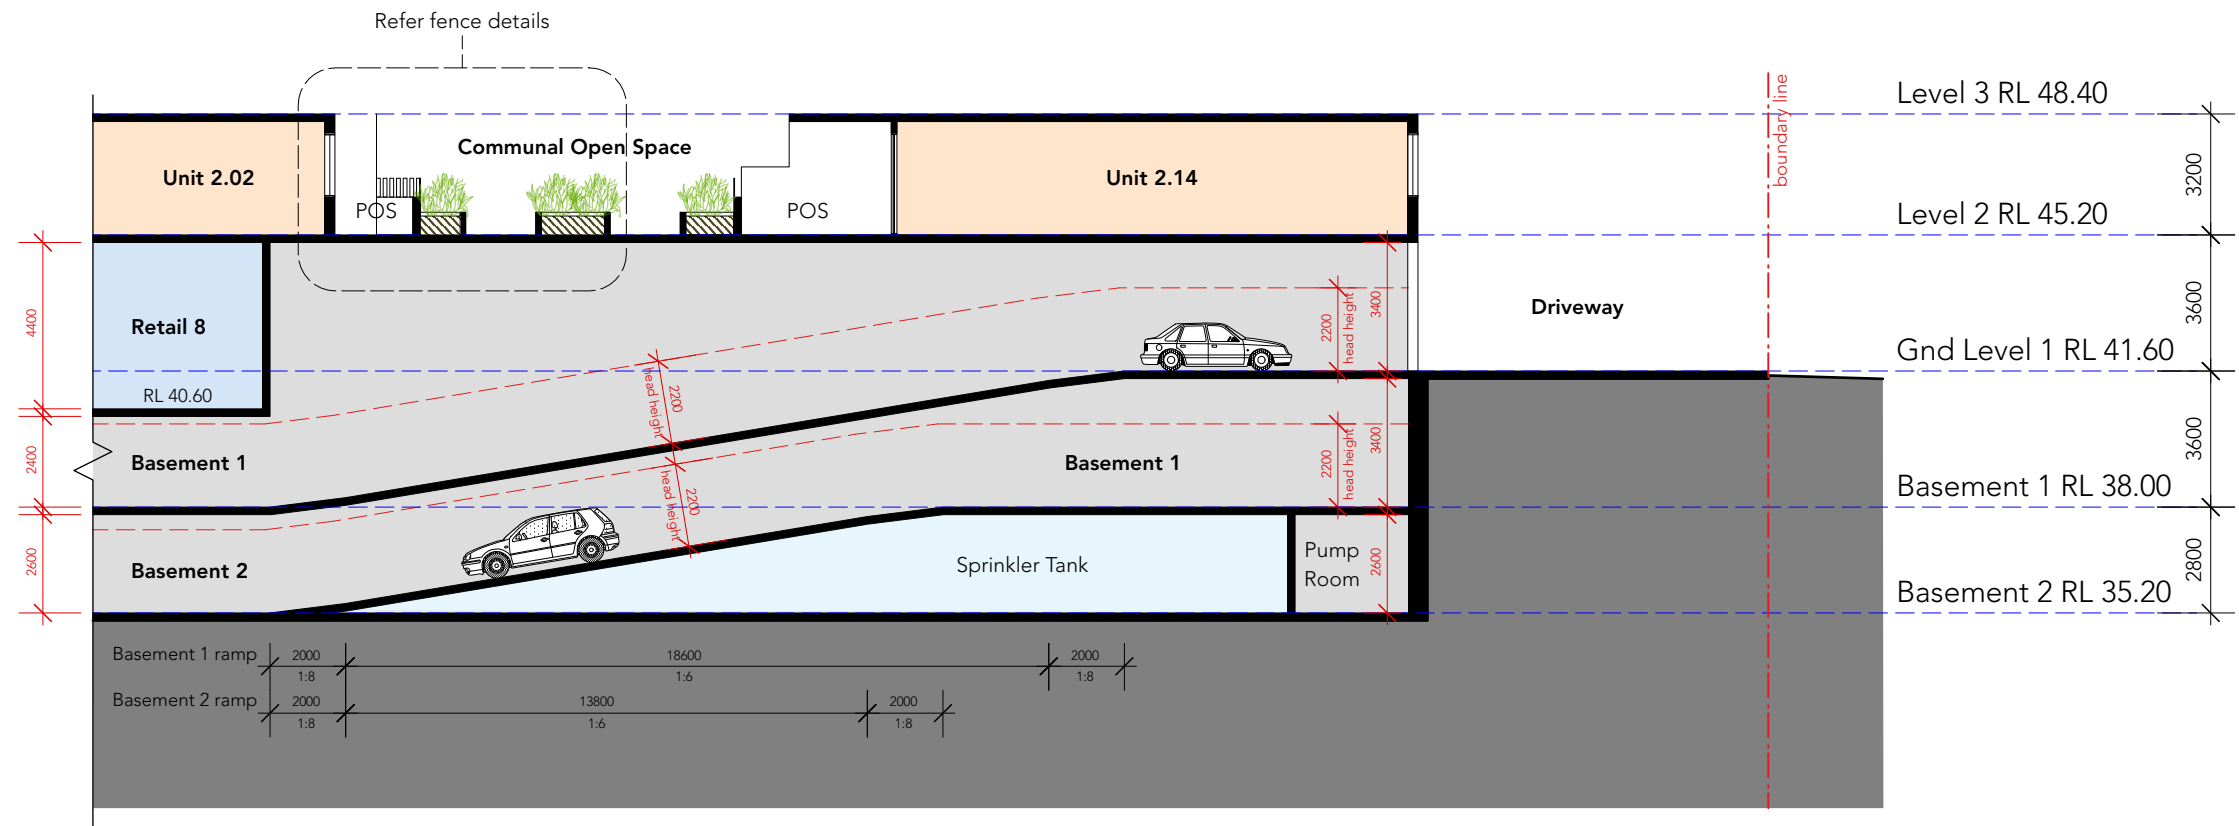 Refer fence details
boundary line
Level 3 RL 48.40
Communal Open Space
Unit 2.02
Unit 2.14
3200
POS
POS
Level 2 RL 45.20
4400
Retail 8
2200
head height
3400
Driveway
3600
Gnd Level 1 RL 41.60
RL 40.60
2200
head height
2400
Basement 1
Basement 1
2200
head height
3400
3600
2200
head height
Basement 1 RL 38.00
2600
Basement 2
Sprinkler Tank
Pump
Room
2600
2800
Basement 2 RL 35.20
Basement 1 ramp
2000
18600
2000
1:8
1:6
1:8
Basement 2 ramp
2000
13800
2000
1:8
1:6
1:8